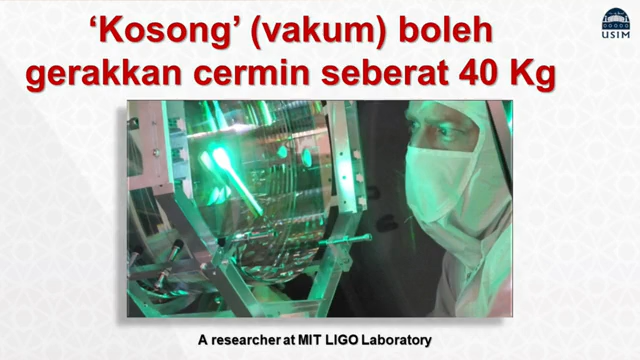 USIM
‘Kosong’ (vakum) boleh
gerakkan cermin seberat 40 Kg
A researcher at MIT LIGO Laboratory